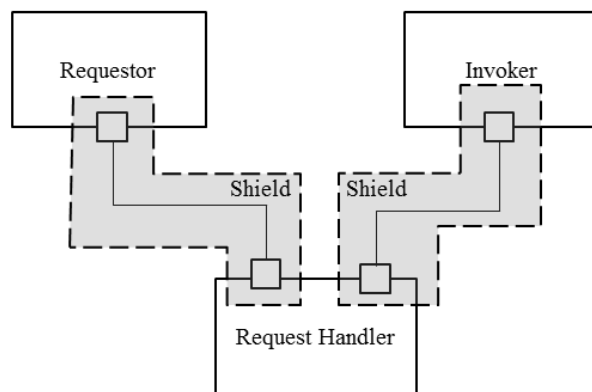 Requestor
Invoker
Shield
Shield
Request Handler